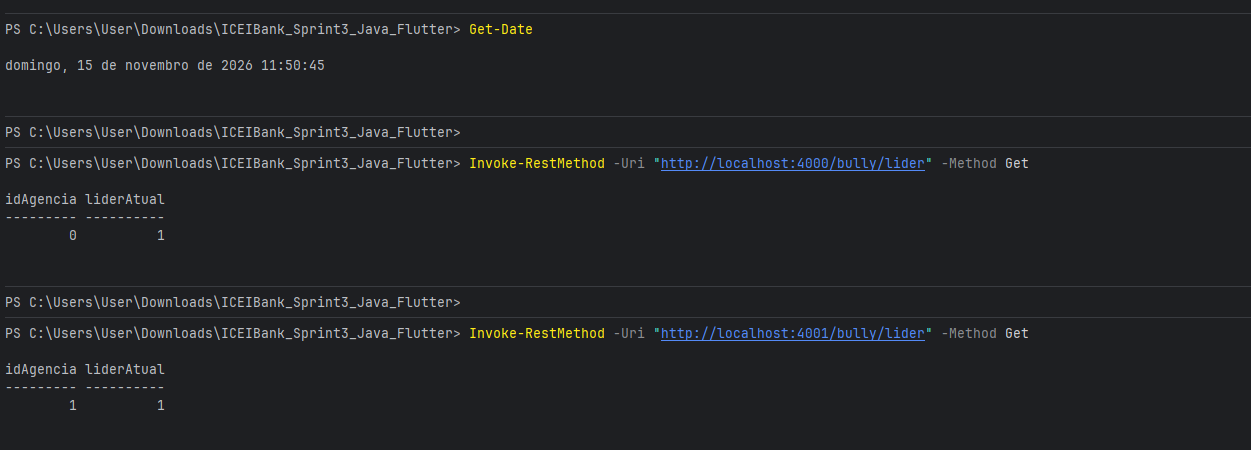 PS C:\Users\User\Downloads\ICEIBank_Sprint3_Java_Flutter> Get-Date
domingo, 15 de novembro de 2026 11:50:45
PS C:\Users\User\Downloads\ICEIBank_Sprint3_Java_Flutter>
PS C:\Users\User\Downloads\ICEIBank_Sprint3_Java_Flutter> Invoke-RestMethod -Uri "http://localhost:4000/bully/lider" -Method Get
idAgencia liderAtual
--------- ----------
        0          1
PS C:\Users\User\Downloads\ICEIBank_Sprint3_Java_Flutter>
PS C:\Users\User\Downloads\ICEIBank_Sprint3_Java_Flutter> Invoke-RestMethod -Uri "http://localhost:4001/bully/lider" -Method Get
idAgencia liderAtual
--------- ----------
        1          1